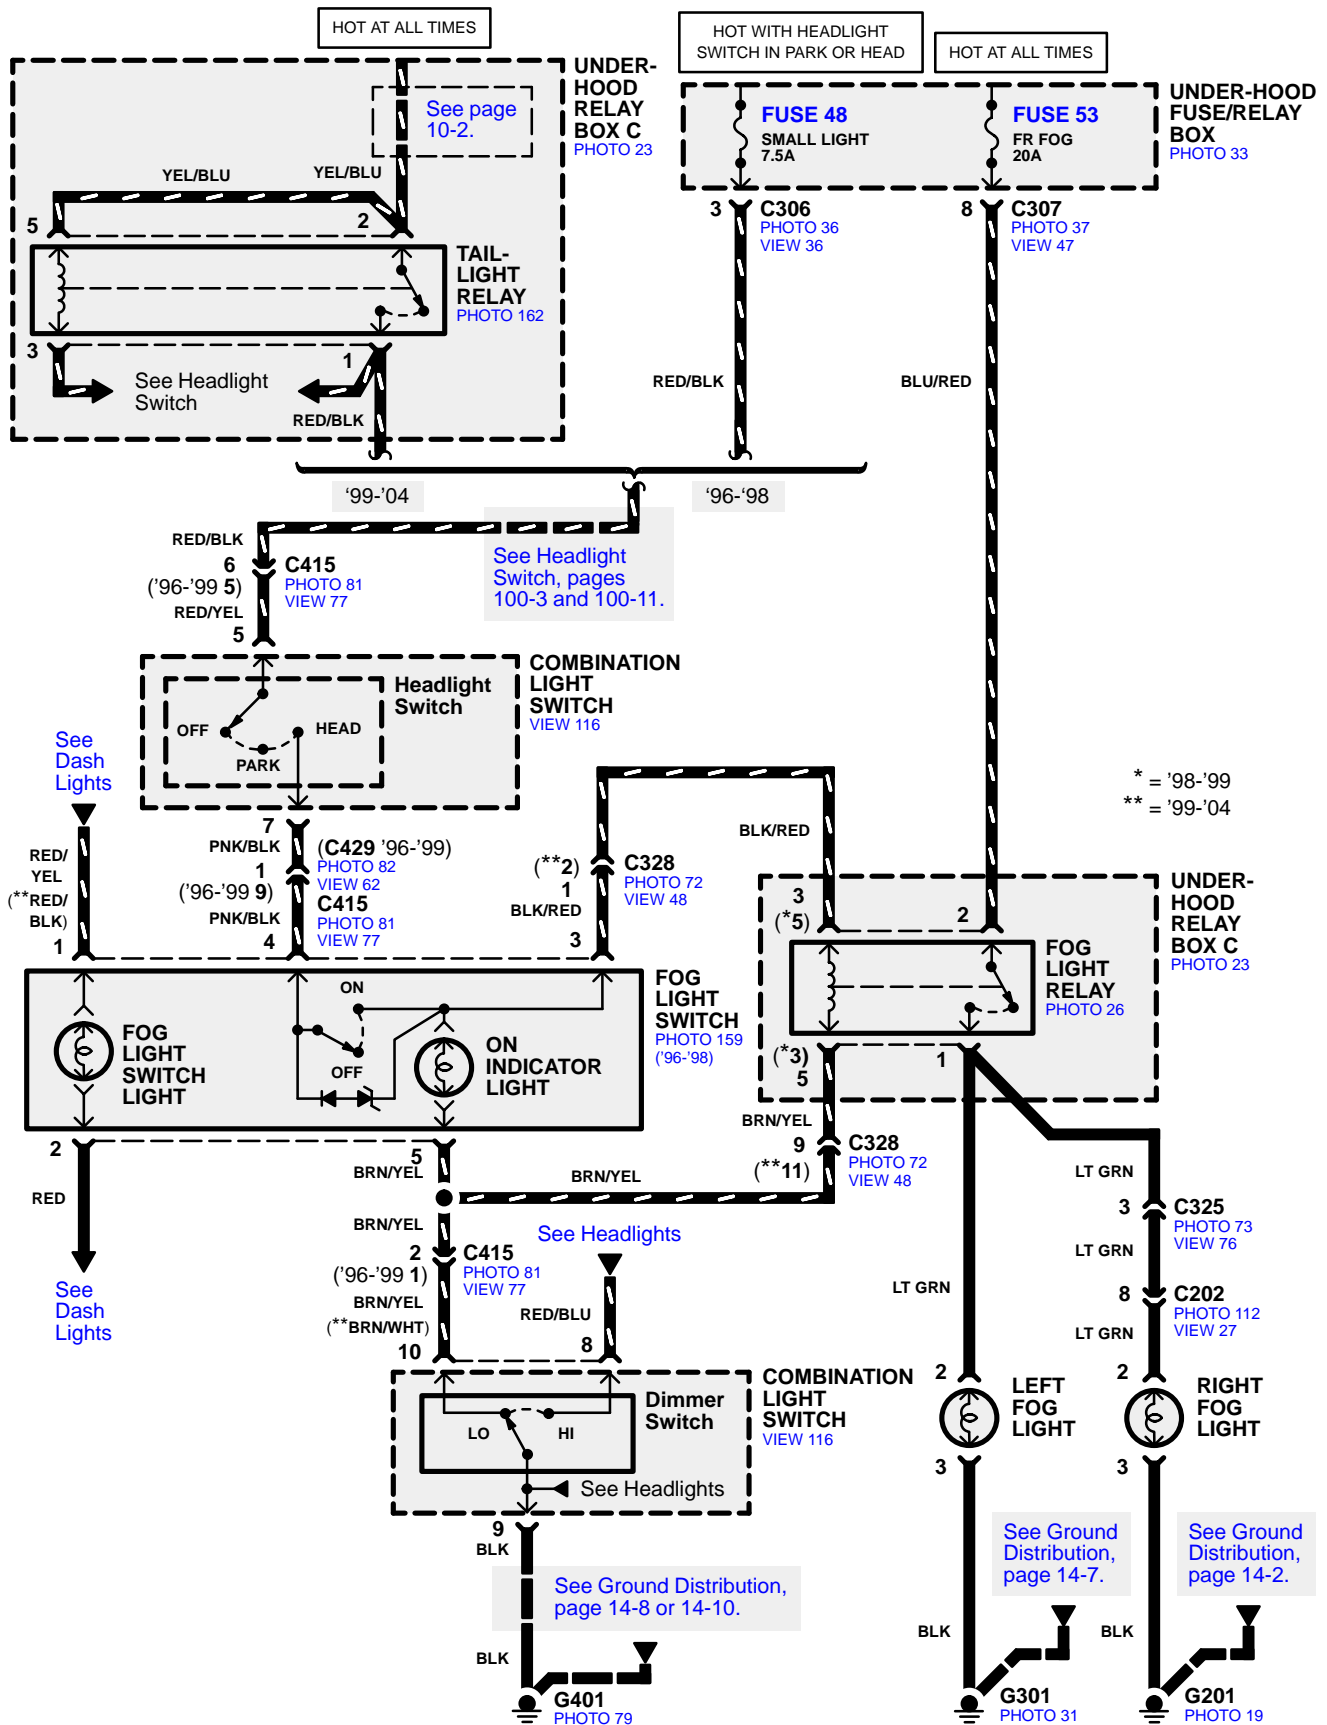 HOT AT ALL TIMES
HOT WITH HEADLIGHT
SWITCH IN PARK OR HEAD
HOT AT ALL TIMES
UNDER-
HOOD
RELAY
BOX C
PHOTO 23
See page
10-2.
YEL/BLU
YEL/BLU
5
2
TAIL-
LIGHT
RELAY
PHOTO 162
3
1
See Headlight
Switch
RED/BLK
FUSE 48
SMALL LIGHT
7.5A
FUSE 53
FR FOG
20A
UNDER-HOOD
FUSE/RELAY
BOX
PHOTO 33
3
C306
PHOTO 36
VIEW 36
8
C307
PHOTO 37
VIEW 47
RED/BLK
BLU/RED
‘99-’04
‘96-‘98
RED/BLK
6
('96-'99 5)
C415
PHOTO 81
VIEW 77
RED/YEL
5
See Headlight
Switch, pages
100-3 and 100-11.
COMBINATION
LIGHT
SWITCH
VIEW 116
Headlight
Switch
OFF
HEAD
PARK
See
Dash
Lights
* = '98-'99
** = '99-'04
7
PNK/BLK
1
('96-'99 9)
PNK/BLK
4
(C429 '96-'99)
PHOTO 82
VIEW 62
C415
PHOTO 81
VIEW 77
RED/
YEL
(**RED/
BLK)
1
BLK/RED
(**2)
1
BLK/RED
3
C328
PHOTO 72
VIEW 48
3
(*5)
2
UNDER-
HOOD
RELAY
BOX C
PHOTO 23
FOG
LIGHT
RELAY
PHOTO 26
FOG
LIGHT
SWITCH
PHOTO 159
('96-'98)
ON
OFF
FOG
LIGHT
SWITCH
LIGHT
ON
INDICATOR
LIGHT
(*3)
5
1
BRN/YEL
9
(**11)
C328
PHOTO 72
VIEW 48
2
5
BRN/YEL
BRN/YEL
RED
BRN/YEL
See Headlights
2
('96-'99 1)
C415
PHOTO 81
VIEW 77
BRN/YEL
(**BRN/WHT)
10
RED/BLU
8
See
Dash
Lights
LT GRN
3
C325
PHOTO 73
VIEW 76
LT GRN
LT GRN
8
C202
PHOTO 112
VIEW 27
LT GRN
COMBINATION
LIGHT
SWITCH
VIEW 116
Dimmer
Switch
LO
HI
See Headlights
2
LEFT
FOG
LIGHT
3
2
RIGHT
FOG
LIGHT
3
9
BLK
See Ground Distribution,
page 14-8 or 14-10.
See Ground
Distribution,
page 14-7.
See Ground
Distribution,
page 14-2.
BLK
BLK
BLK
G401
PHOTO 79
G301
PHOTO 31
G201
PHOTO 19